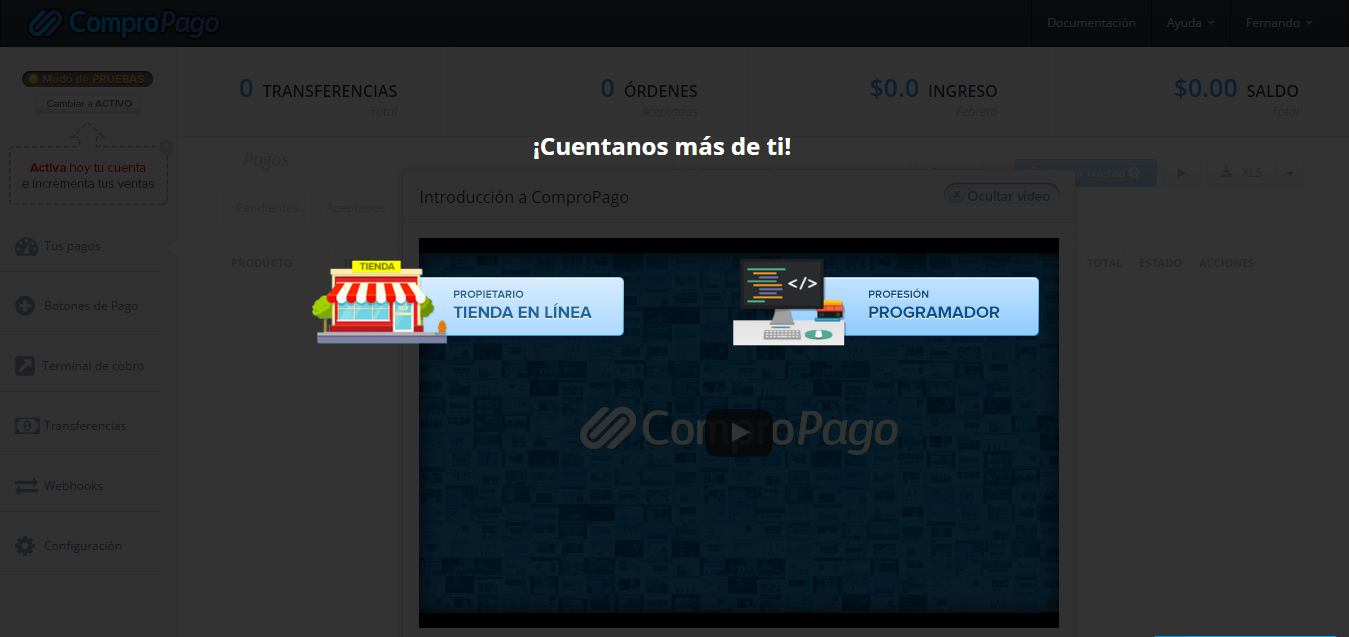 ComproPago
Documentación
Ayuda
Fernando
Modo de PRUEBAS
Cambiar a ACTIVO
Activa hoy tu cuenta
e incrementa tus ventas
0 TRANSFERENCIAS
Total
0 ÓRDENES
Aceptadas
$0.0 INGRESO
Febrero
$0.00 SALDO
Total
¡Cuentanos más de ti!
Pagos
cuenta
XLS
Pendientes
Aceptados
Introducción a ComproPago
Ocultar video
Tus pagos
PRODUCTO
TOTAL
ESTADO
ACCIONES
TIENDA
PROPIETARIO
TIENDA EN LÍNEA
</>
PROFESIÓN
PROGRAMADOR
Botones de Pago
Terminal de cobro
Transferencias
ComproPago
Webhooks
Configuración